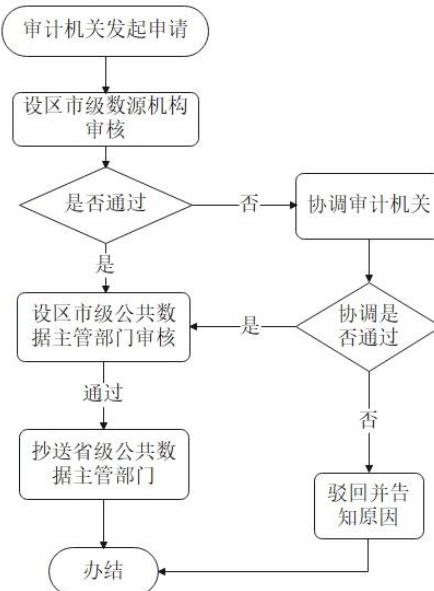 审计机关发起申请
设区市级数源机构
审核
是否通过
否
协调审计机关
是
设区市级公共数
据主管部门审核
是
协调是
否通过
通过
否
抄送省级公共数
据主管部门
驳回并告
知原因
办结